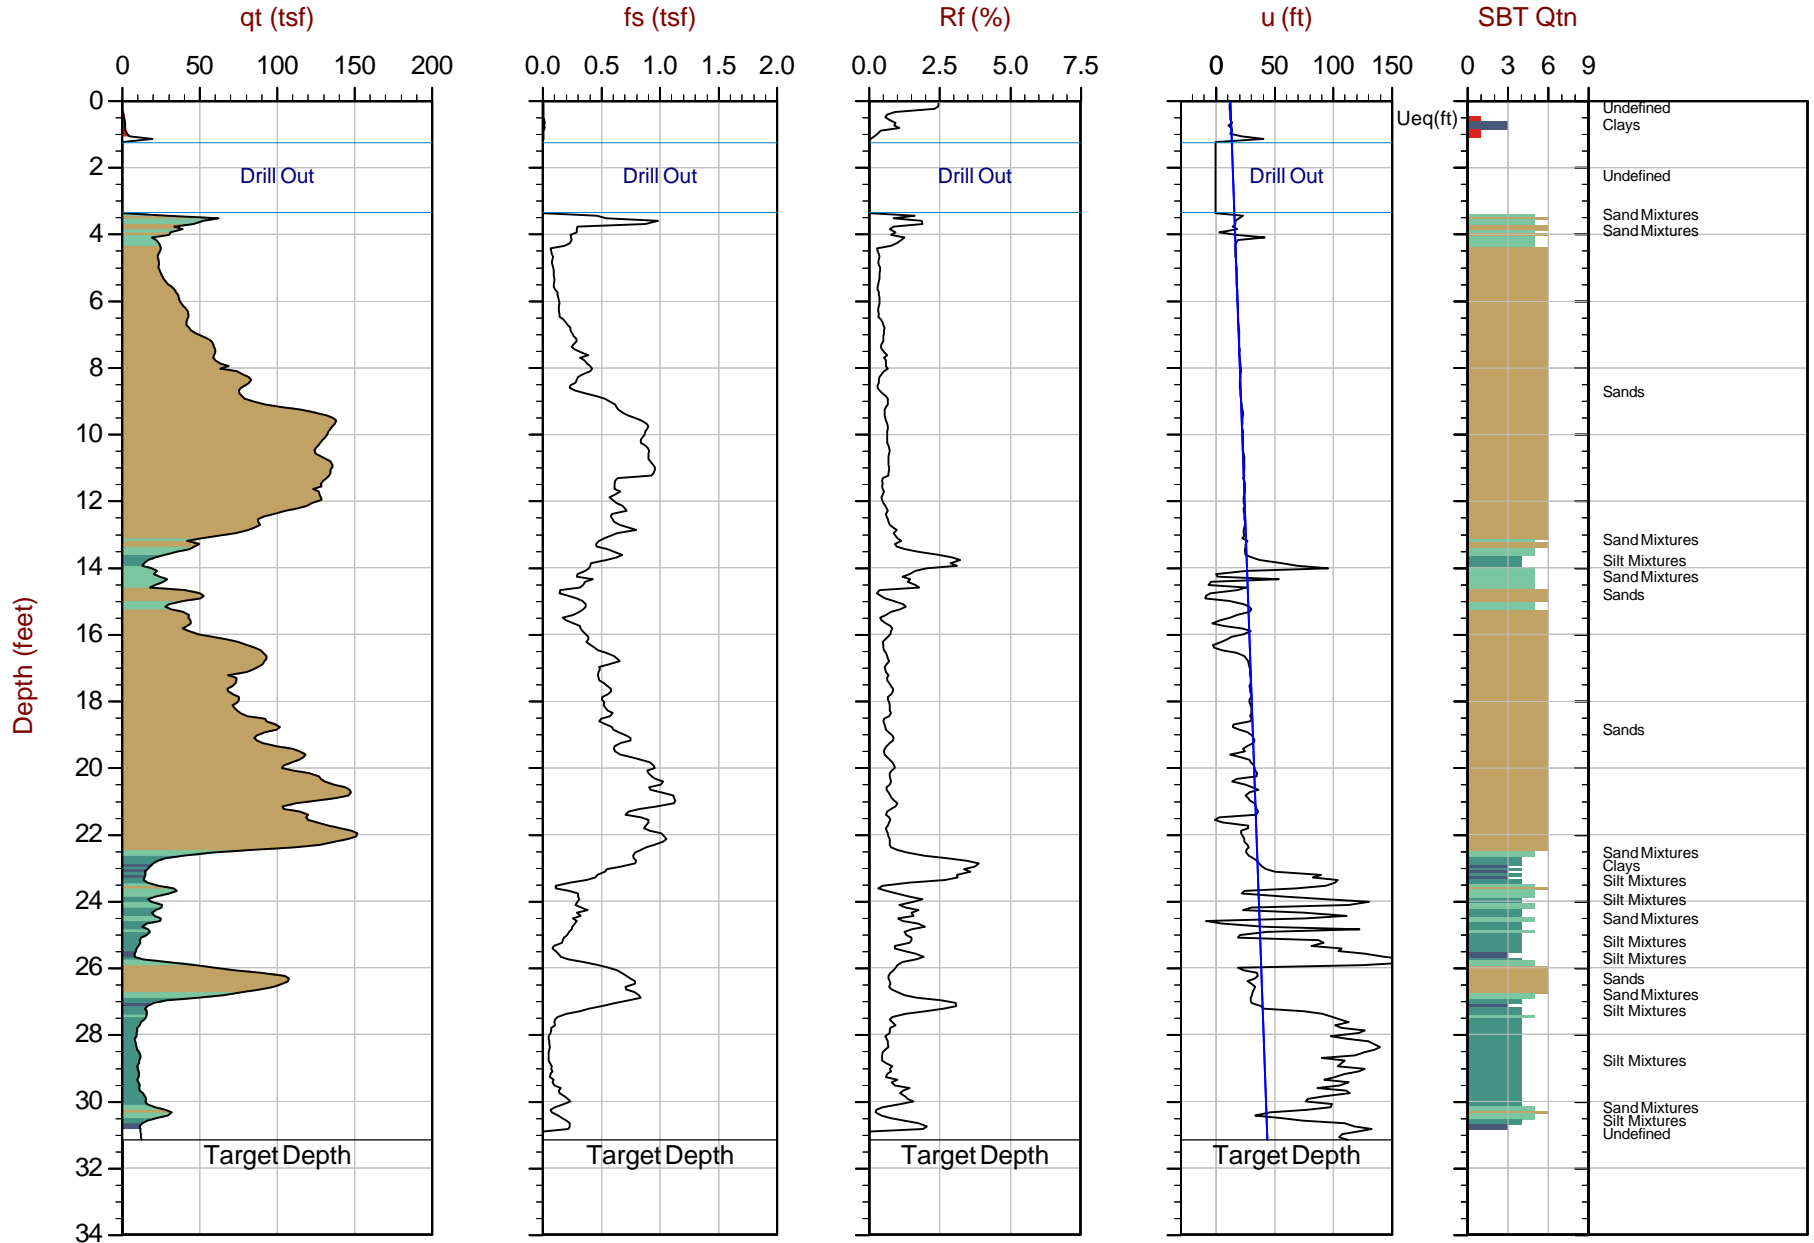 qt (tsf) fs (tsf) Rf (%) u (ft) SBT Qtn
0 50 100 150 200 0.0 0.5 1.0 1.5 2.0 0.0 2.5 5.0 7.5 0 50 100 150 0 3 6 9
0
Undefined
Ueq(ft)
Clays
2
Drill Out Drill Out Drill Out Drill Out Undefined
Sand Mixtures
4
Sand Mixtures
6
8
Sands
10
12
Sand Mixtures
Silt Mixtures
14
Sand Mixtures
Sands
16
Depth (feet)
18
Sands
20
22
Sand Mixtures
Clays
Silt Mixtures
24
Silt Mixtures
Sand Mixtures
Silt Mixtures
Silt Mixtures
26
Sands
Sand Mixtures
Silt Mixtures
28
Silt Mixtures
30
Sand Mixtures
Silt Mixtures
Undefined
Target Depth Target Depth Target Depth Target Depth
32
34